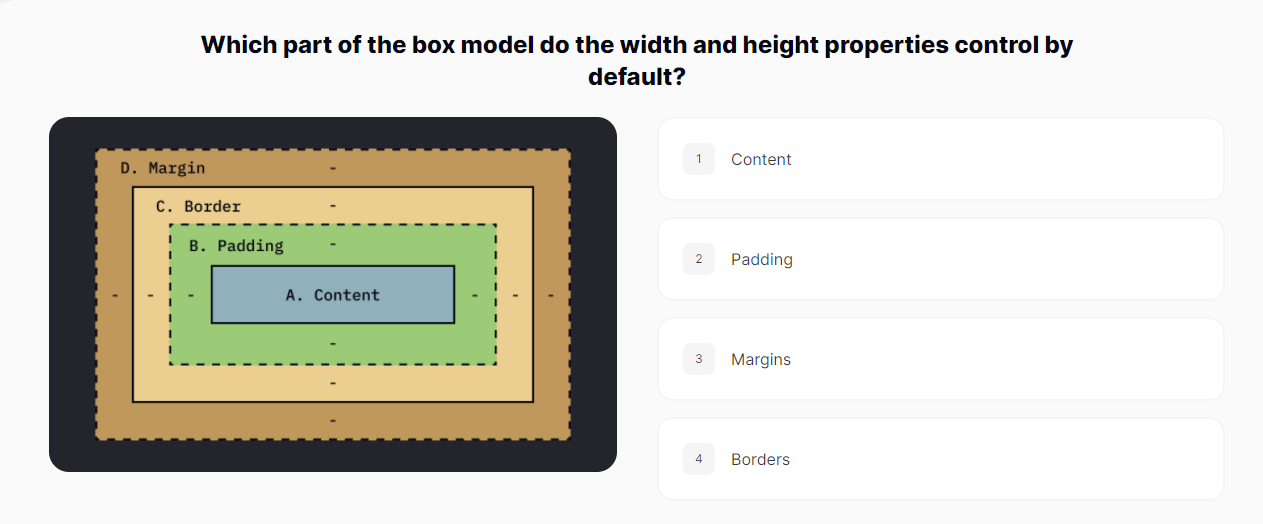 Which part of the box model do the width and height properties control by
default?
D. Margin -
C. Border -
B. Padding -
- - - A. Content - - -
-
-
-
1 Content
2 Padding
3 Margins
4 Borders